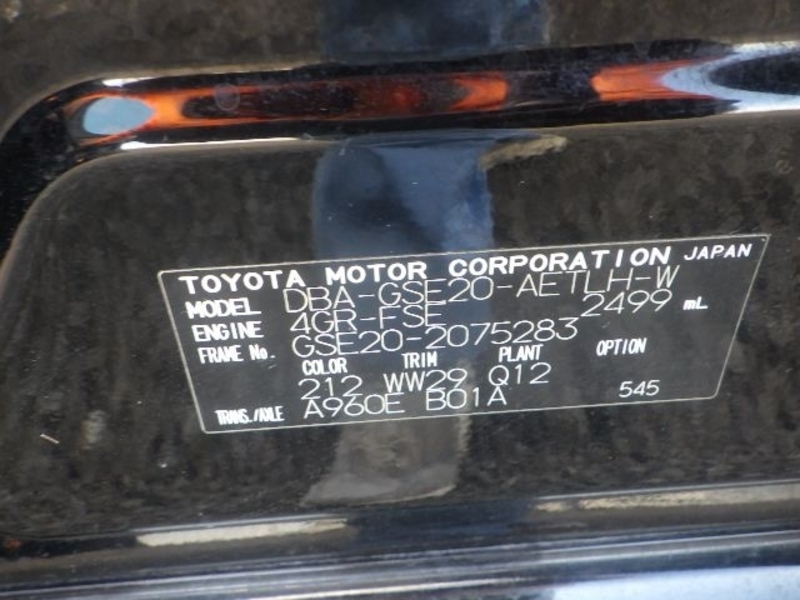 TOYOTA MOTOR CORPORATION JAPAN
MODEL DBA-GSE20-AETLH-W
ENGINE 4GR-FSE 2499 mL
FRAME No. GSE20-2075283
COLOR TRIM PLANT OPTION
212 WW29 Q12
TRANS./AXLE A960E B01A 545